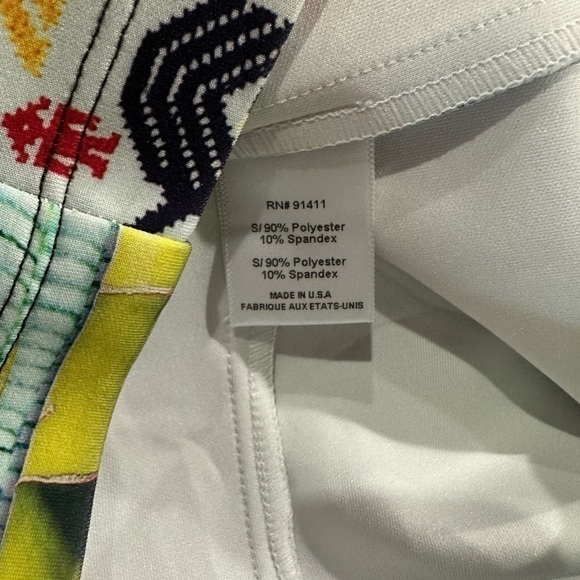 RN# 91411
S/ 90% Polyester
10% Spandex
S/ 90% Polyester
10% Spandex
MADE IN U.S.A
FABRIQUE AUX ETATS-UNIS